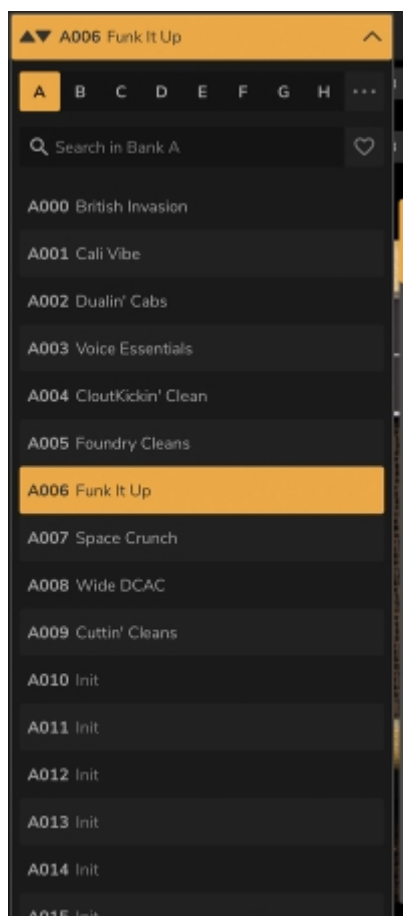 A006 Funk It Up
A B C D E F G H ...
Search in Bank A
A000 British Invasion
A001 Cali Vibe
A002 Dualin' Cabs
A003 Voice Essentials
A004 CloutKickin' Clean
A005 Foundry Cleans
A006 Funk It Up
A007 Space Crunch
A008 Wide DCAC
A009 Cuttin' Cleans
A010 Init
A011 Init
A012 Init
A013 Init
A014 Init
A015 Init